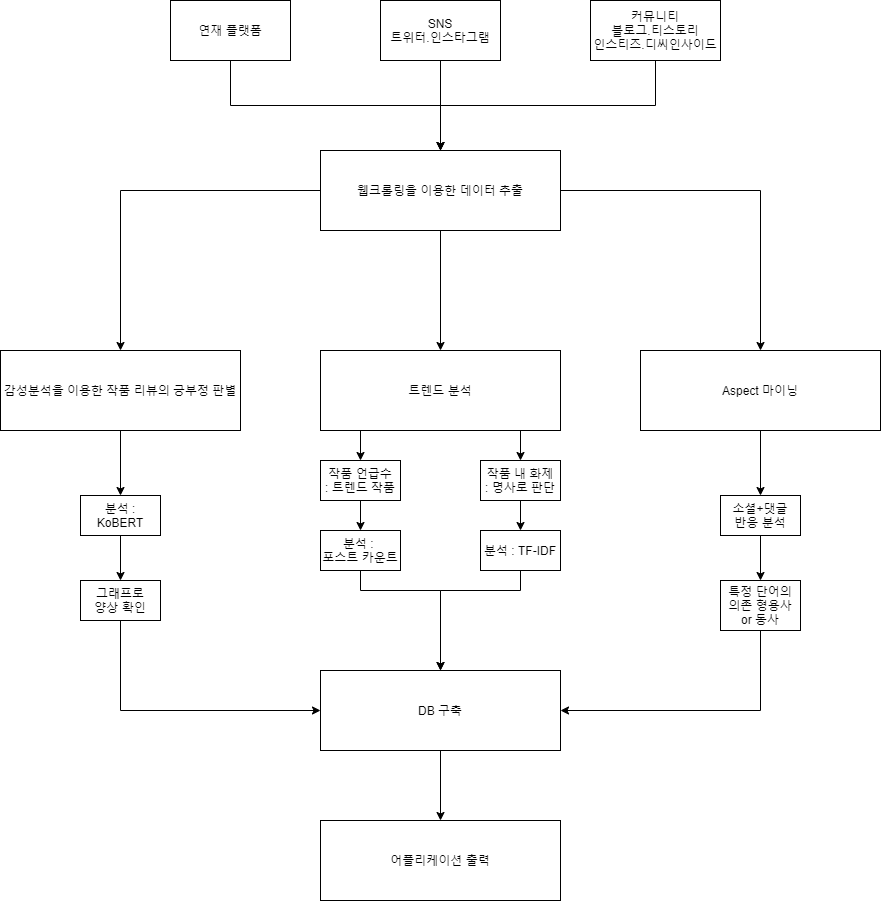 연재 플랫폼
SNS
트위터.인스타그램
커뮤니티
블로그.티스토리
인스티즈.디씨인사이드
웹크롤링을 이용한 데이터 추출
감성분석을 이용한 작품 리뷰의 긍부정 판별
트렌드 분석
Aspect 마이닝
작품 언급수
: 트렌드 작품
작품 내 화제
: 명사로 판단
분석 :
KoBERT
소셜+댓글
반응 분석
분석 :
포스트 카운트
분석 : TF-IDF
그래프로
양상 확인
특정 단어의
의존 형용사
or 동사
DB 구축
어플리케이션 출력